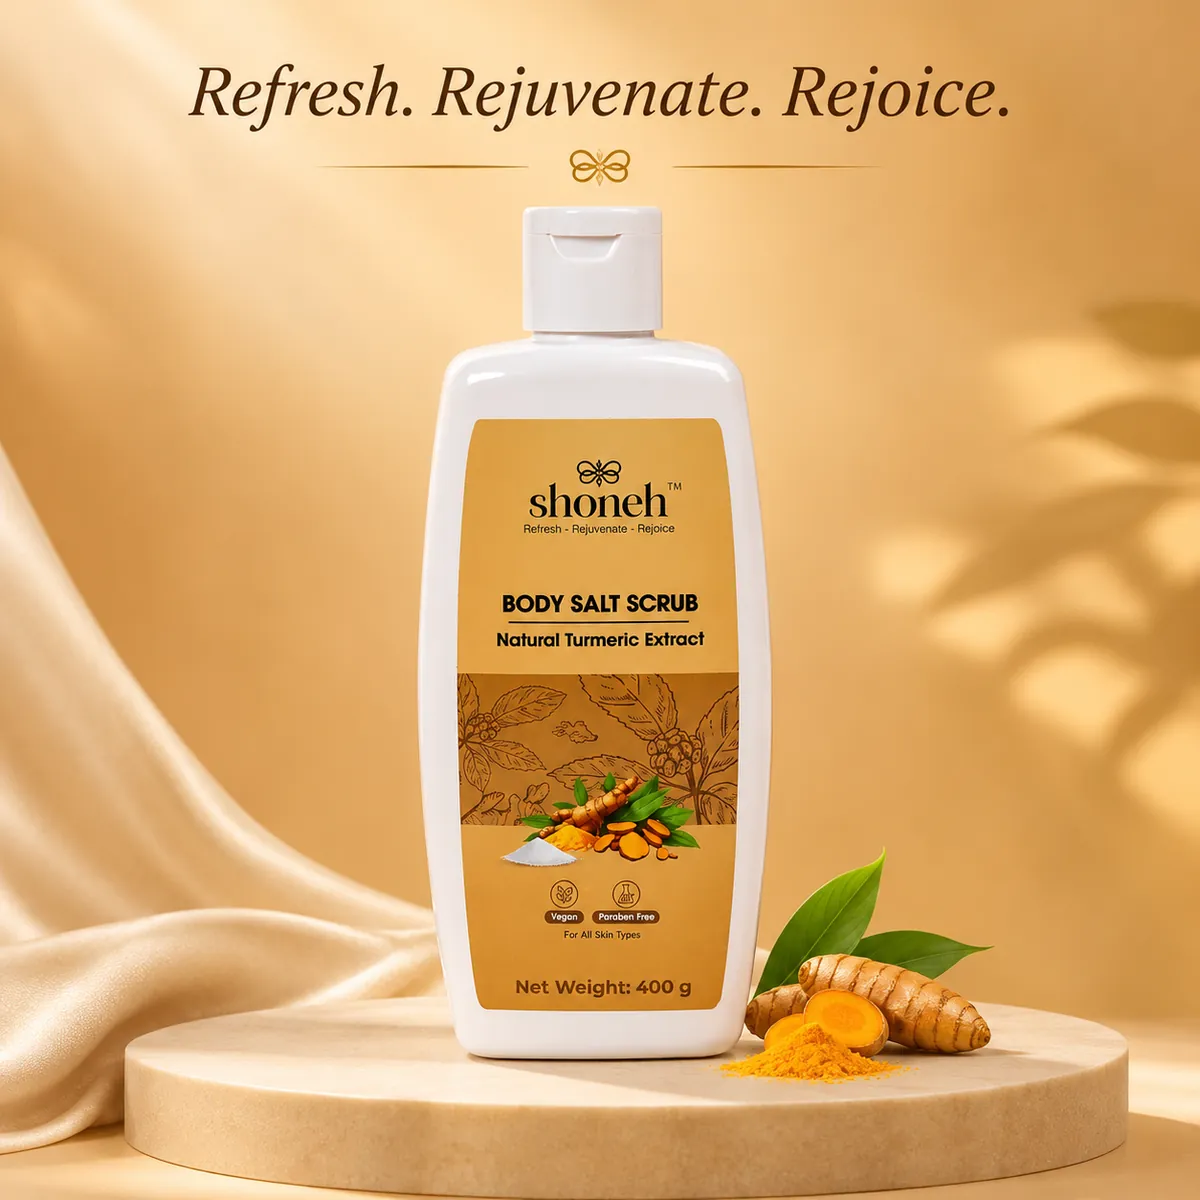 Refresh. Rejuvenate. Rejoice.
shoneh™
Refresh - Rejuvenate - Rejoice
BODY SALT SCRUB
Natural Turmeric Extract
Vegan
Paraben Free
For All Skin Types
Net Weight: 400 g